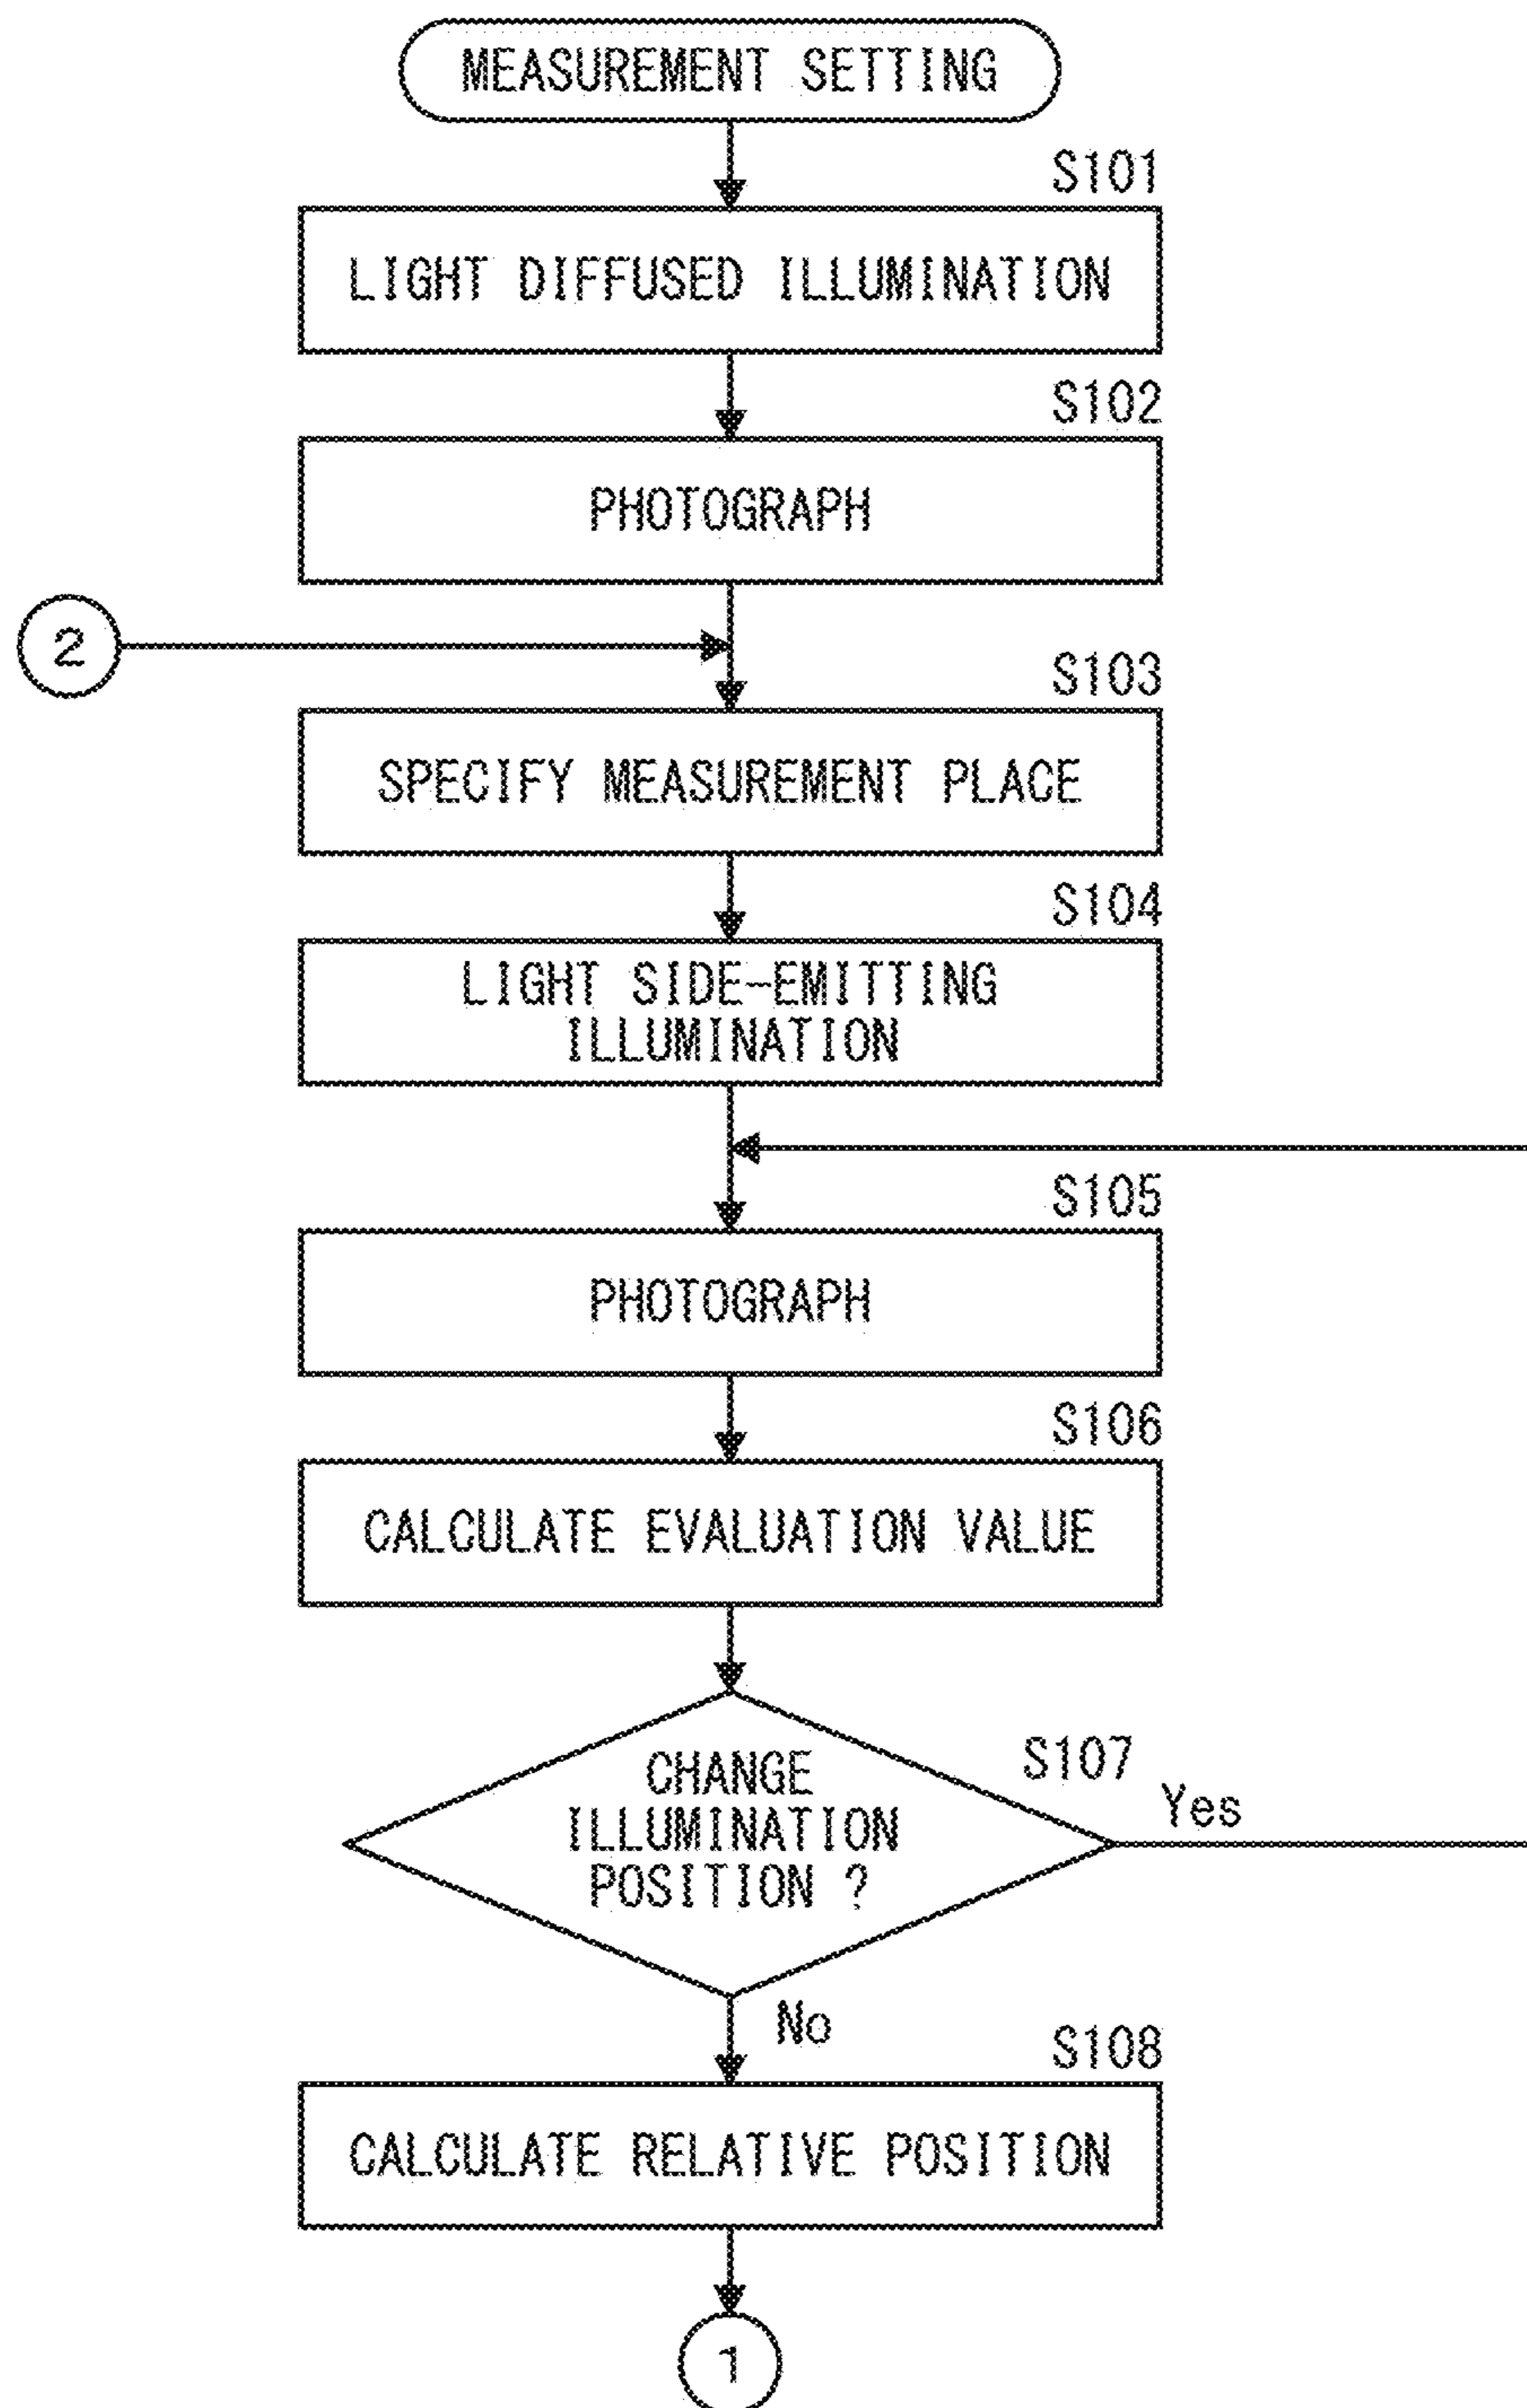 MEASUREMENT SETTING
S101
LIGHT DIFFUSED ILLUMINATION
S102
PHOTOGRAPH
2
S103
SPECIFY MEASUREMENT PLACE
S104
LIGHT SIDE-EMITTING
ILLUMINATION
S105
PHOTOGRAPH
S106
CALCULATE EVALUATION VALUE
S107
CHANGE
ILLUMINATION
POSITION ?
Yes
No
S108
CALCULATE RELATIVE POSITION
1